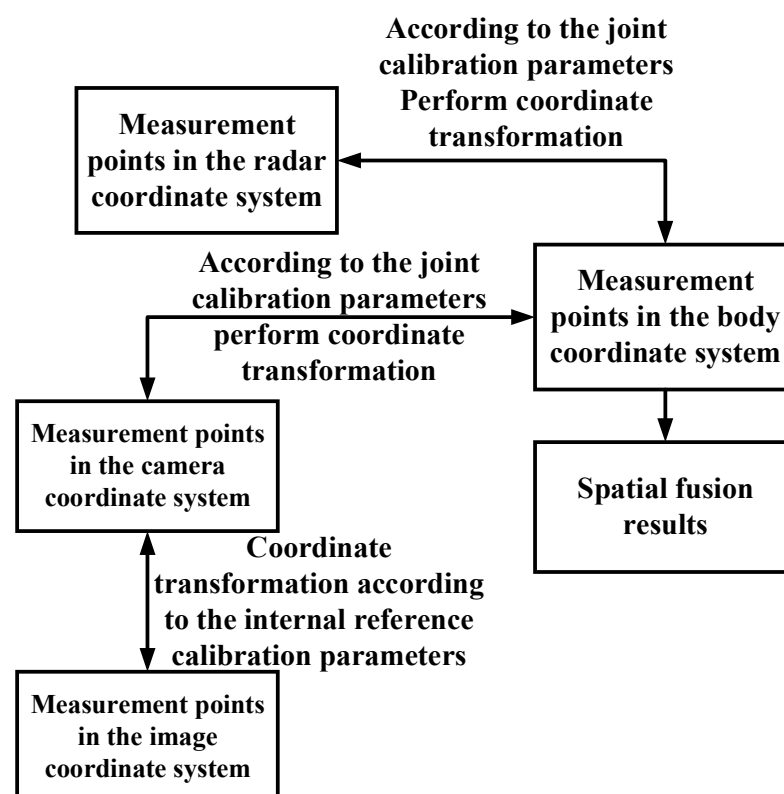 According to the joint
calibration parameters
Perform coordinate
transformation
Measurement
points in the radar
coordinate system
According to the joint
calibration parameters
perform coordinate
transformation
Measurement
points in the body
coordinate system
Measurement points
in the camera
coordinate system
Spatial fusion
results
Coordinate
transformation according
to the internal reference
calibration parameters
Measurement points
in the image
coordinate system